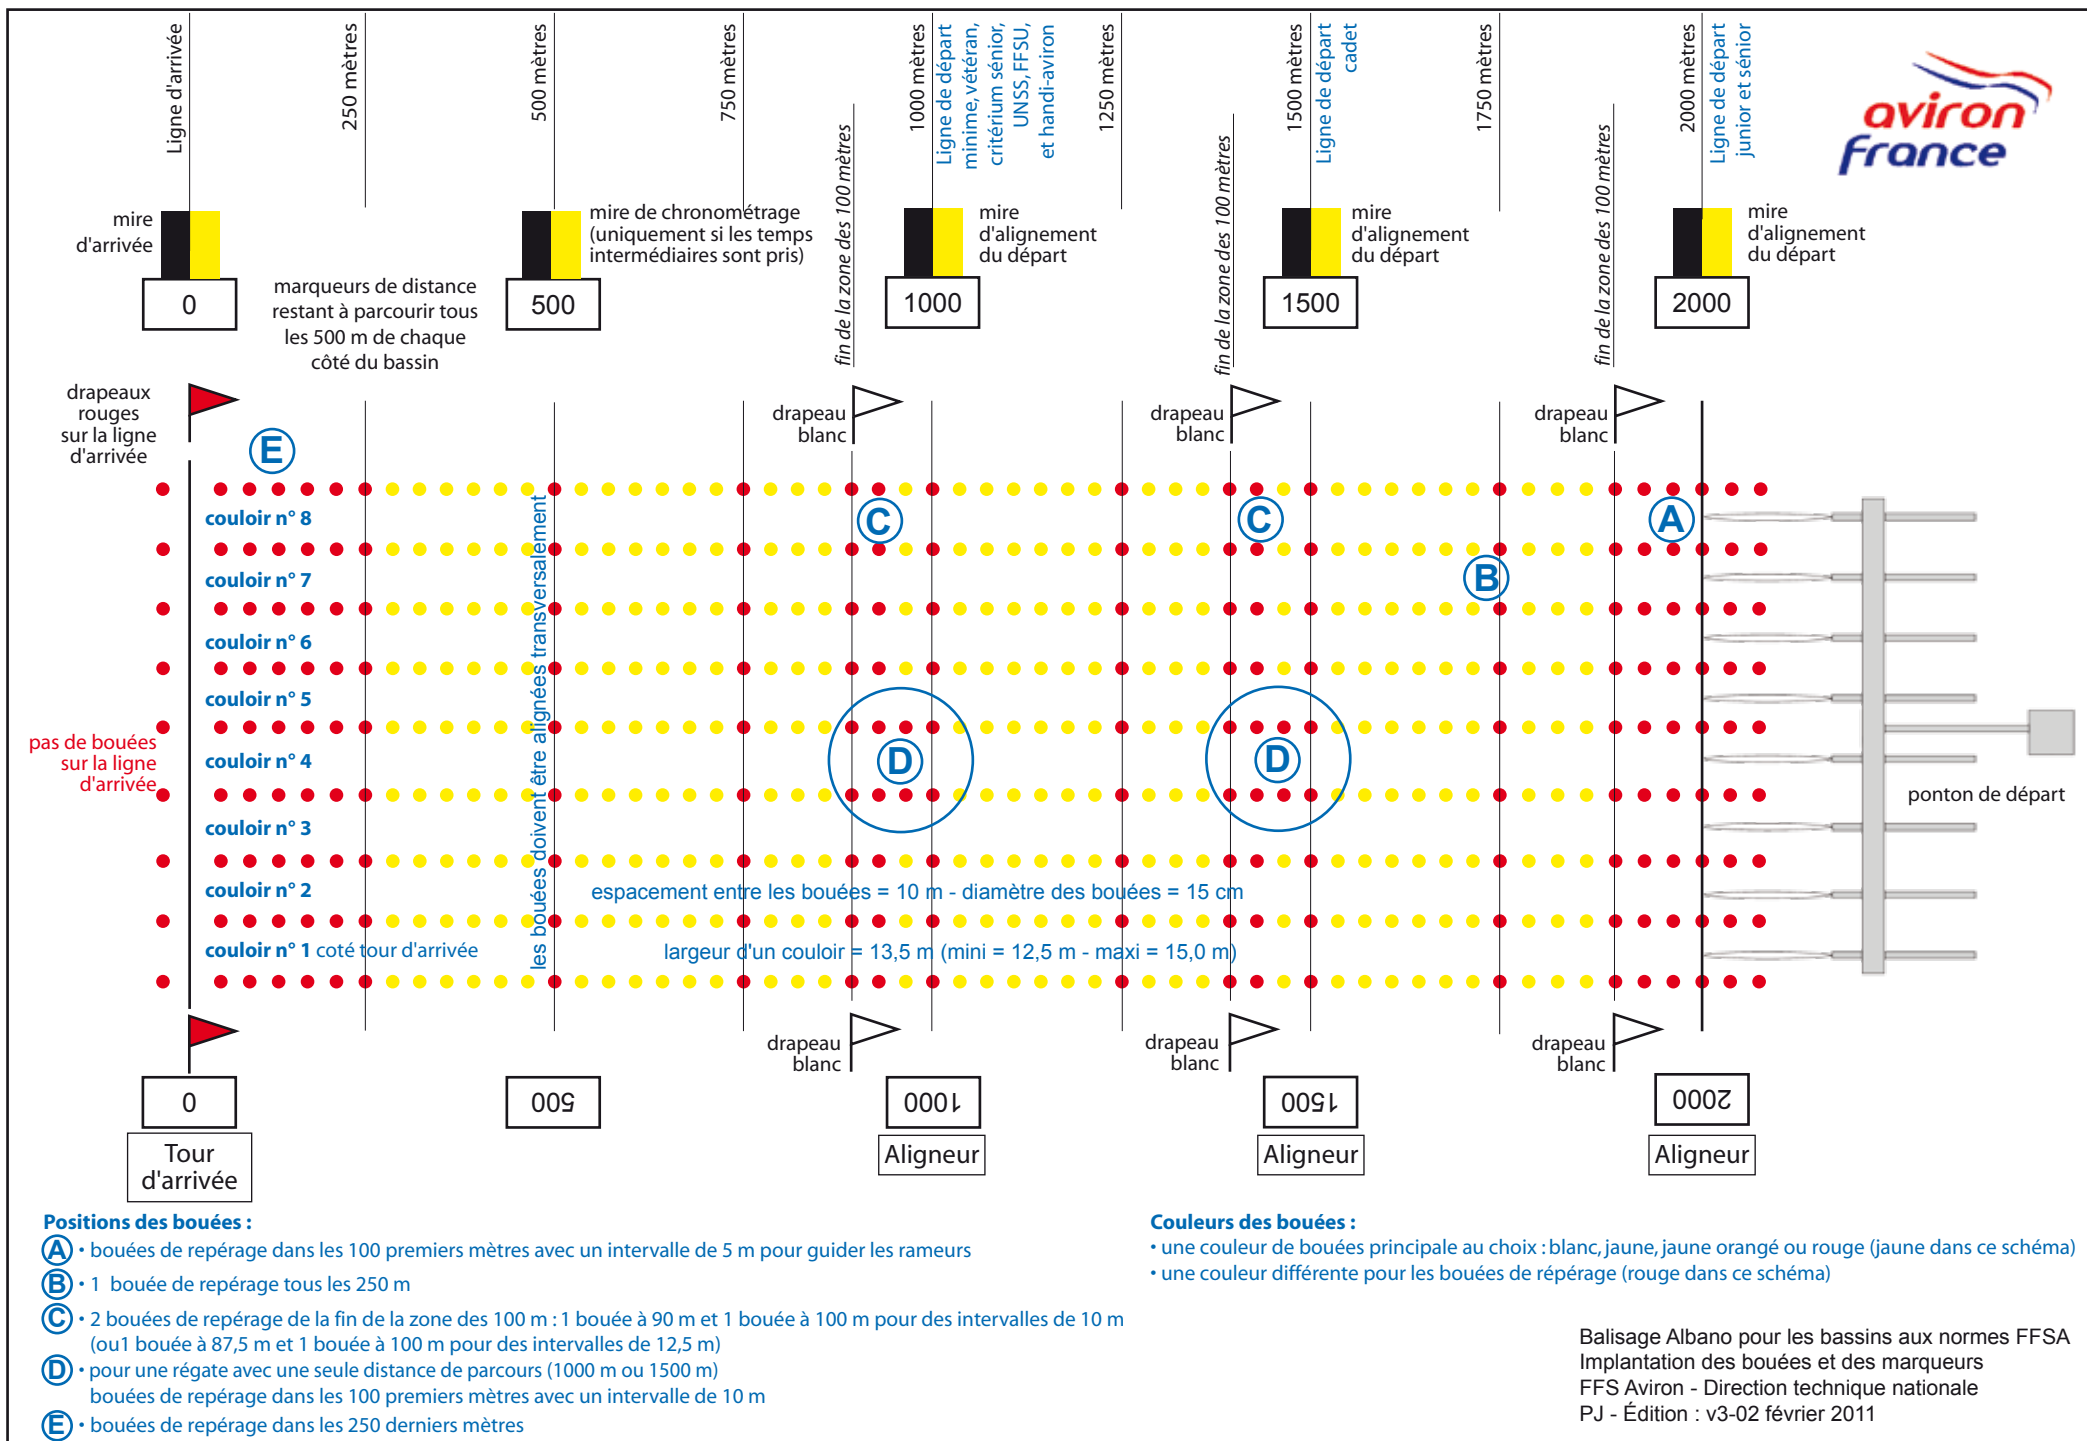 Ligne d'arrivée
250 mètres
500 mètres
750 mètres
fin de la zone des 100 mètres
1000 mètres
Ligne de départ
minime, vétéran,
critérium sénior,
UNSS, FFSU,
et handi-aviron
1250 mètres
fin de la zone des 100 mètres
1500 mètres
Ligne de départ
cadet
1750 mètres
fin de la zone des 100 mètres
2000 mètres
Ligne de départ
junior et sénior
aviron
france
mire
d'arrivée
mire de chronométrage
(uniquement si les temps
intermédiaires sont pris)
mire
d'alignement
du départ
mire
d'alignement
du départ
mire
d'alignement
du départ
0
500
1000
1500
2000
marqueurs de distance
restant à parcourir tous
les 500 m de chaque
côté du bassin
drapeaux
rouges
sur la ligne
d'arrivée
drapeau
blanc
drapeau
blanc
drapeau
blanc
E
C
C
A
B
D
D
couloir n° 8
couloir n° 7
couloir n° 6
couloir n° 5
couloir n° 4
couloir n° 3
couloir n° 2
couloir n° 1 coté tour d'arrivée
les bouées doivent être alignées transversalement
pas de bouées
sur la ligne
d'arrivée
ponton de départ
espacement entre les bouées = 10 m - diamètre des bouées = 15 cm
largeur d'un couloir = 13,5 m (mini = 12,5 m - maxi = 15,0 m)
drapeau
blanc
drapeau
blanc
drapeau
blanc
0
500
1000
1500
2000
Tour
d'arrivée
Aligneur
Aligneur
Aligneur
Positions des bouées :
A • bouées de repérage dans les 100 premiers mètres avec un intervalle de 5 m pour guider les rameurs
B • 1 bouée de repérage tous les 250 m
C • 2 bouées de repérage de la fin de la zone des 100 m : 1 bouée à 90 m et 1 bouée à 100 m pour des intervalles de 10 m
(ou1 bouée à 87,5 m et 1 bouée à 100 m pour des intervalles de 12,5 m)
D • pour une régate avec une seule distance de parcours (1000 m ou 1500 m)
bouées de repérage dans les 100 premiers mètres avec un intervalle de 10 m
E • bouées de repérage dans les 250 derniers mètres
Couleurs des bouées :
• une couleur de bouées principale au choix : blanc, jaune, jaune orangé ou rouge (jaune dans ce schéma)
• une couleur différente pour les bouées de répérage (rouge dans ce schéma)
Balisage Albano pour les bassins aux normes FFSA
Implantation des bouées et des marqueurs
FFS Aviron - Direction technique nationale
PJ - Édition : v3-02 février 2011